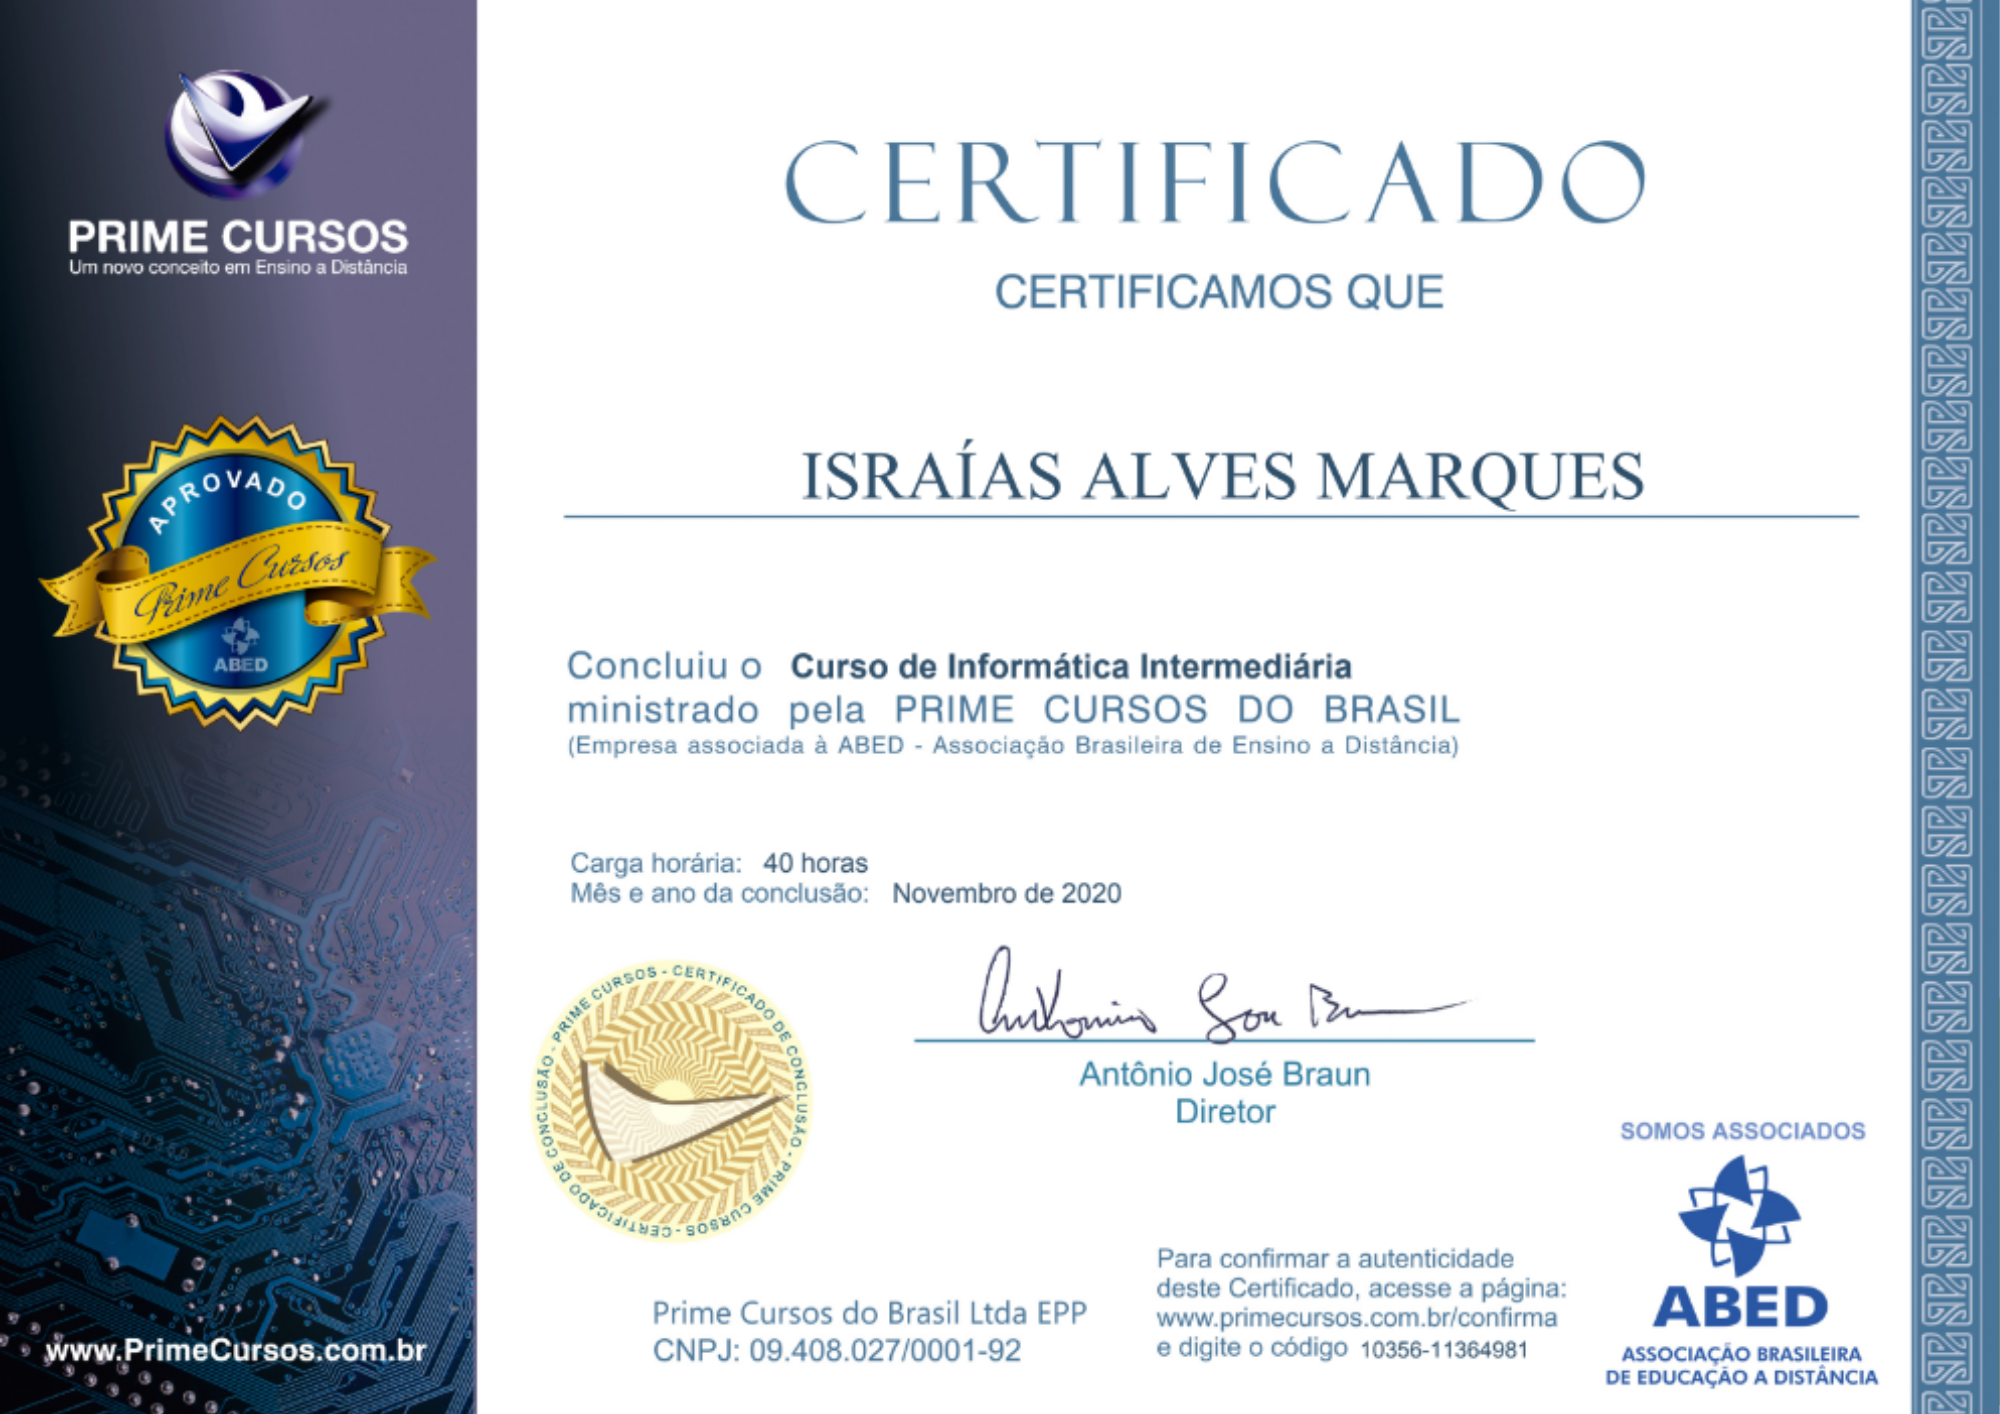 PRIME CURSOS
Um novo conceito em Ensino a Distância
APROVADO
Prime Cursos
ABED
www.PrimeCursos.com.br
CERTIFICADO
CERTIFICAMOS QUE
ISRAÍAS ALVES MARQUES
Concluiu o Curso de Informática Intermediária
ministrado pela PRIME CURSOS DO BRASIL
(Empresa associada à ABED - Associação Brasileira de Ensino a Distância)
Carga horária: 40 horas
Mês e ano da conclusão: Novembro de 2020
PRIME CURSOS - CERTIFICADO DE CONCLUSÃO - PRIME CURSOS - CERTIFICADO DE CONCLUSÃO -
Antônio José Braun
Diretor
Prime Cursos do Brasil Ltda EPP
CNPJ: 09.408.027/0001-92
Para confirmar a autenticidade
deste Certificado, acesse a página:
www.primecursos.com.br/confirma
e digite o código 10356-11364981
SOMOS ASSOCIADOS
ABED
ASSOCIAÇÃO BRASILEIRA
DE EDUCAÇÃO A DISTÂNCIA